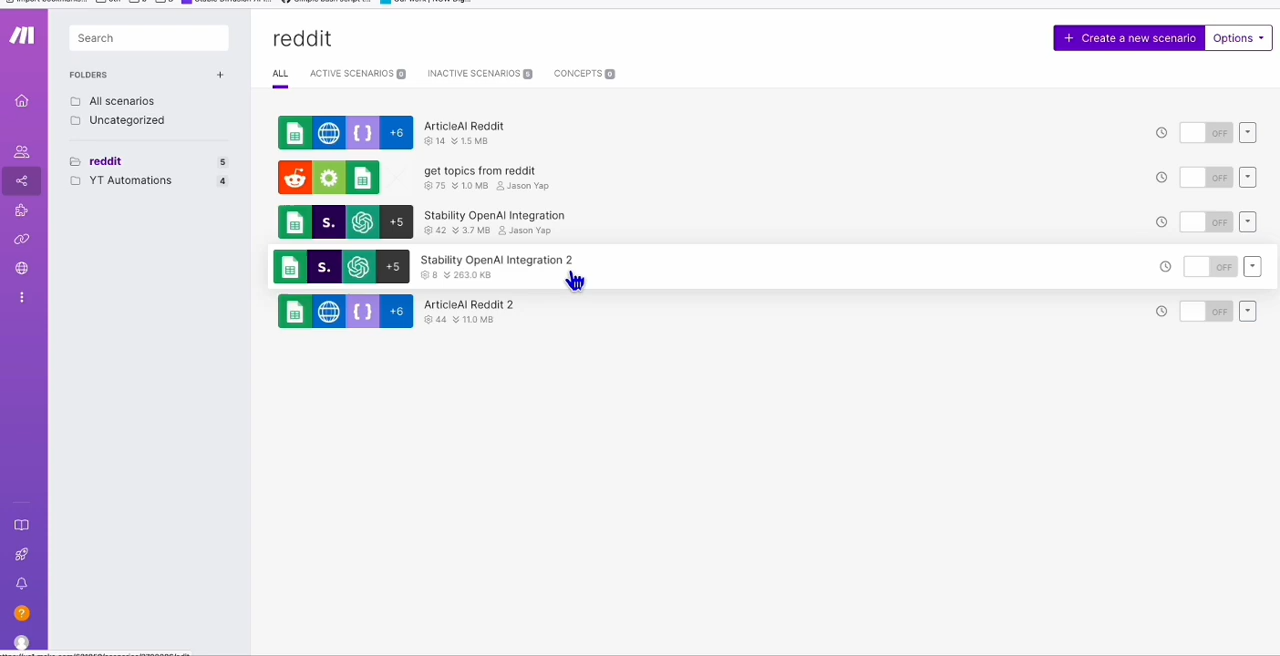 Search
FOLDERS +
All scenarios
Uncategorized
reddit 5
YT Automations 4
reddit
+ Create a new scenario
Options
ALL
ACTIVE SCENARIOS 0
INACTIVE SCENARIOS 5
CONCEPTS 0
+6
ArticleAI Reddit
14 1.5 MB
OFF
get topics from reddit
75 1.0 MB Jason Yap
OFF
S. +5
Stability OpenAI Integration
42 3.7 MB Jason Yap
OFF
S. +5
Stability OpenAI Integration 2
8 263.0 KB
OFF
+6
ArticleAI Reddit 2
44 11.0 MB
OFF
?